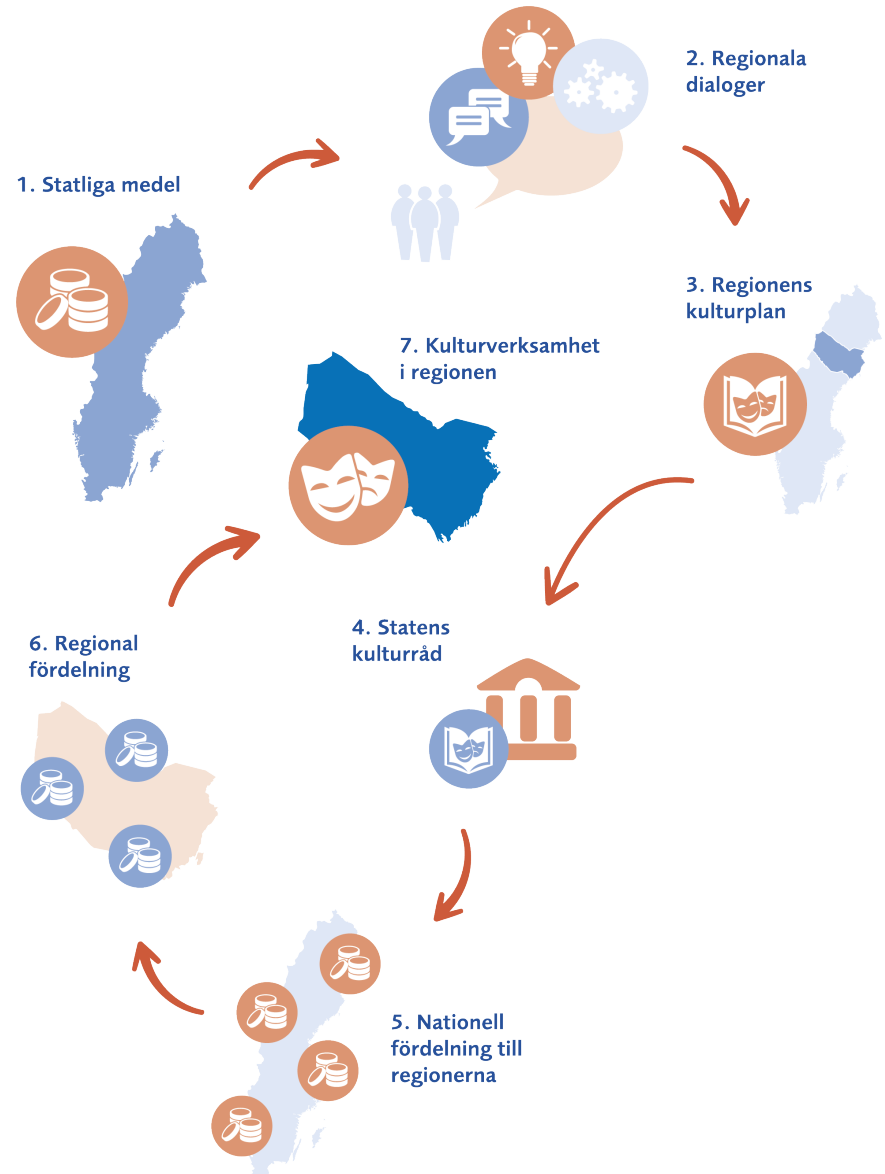 1. Statliga medel
2. Regionala
dialoger
3. Regionens
kulturplan
4. Statens
kulturråd
5. Nationell
fördelning till
regionerna
6. Regional
fördelning
7. Kulturverksamhet
i regionen